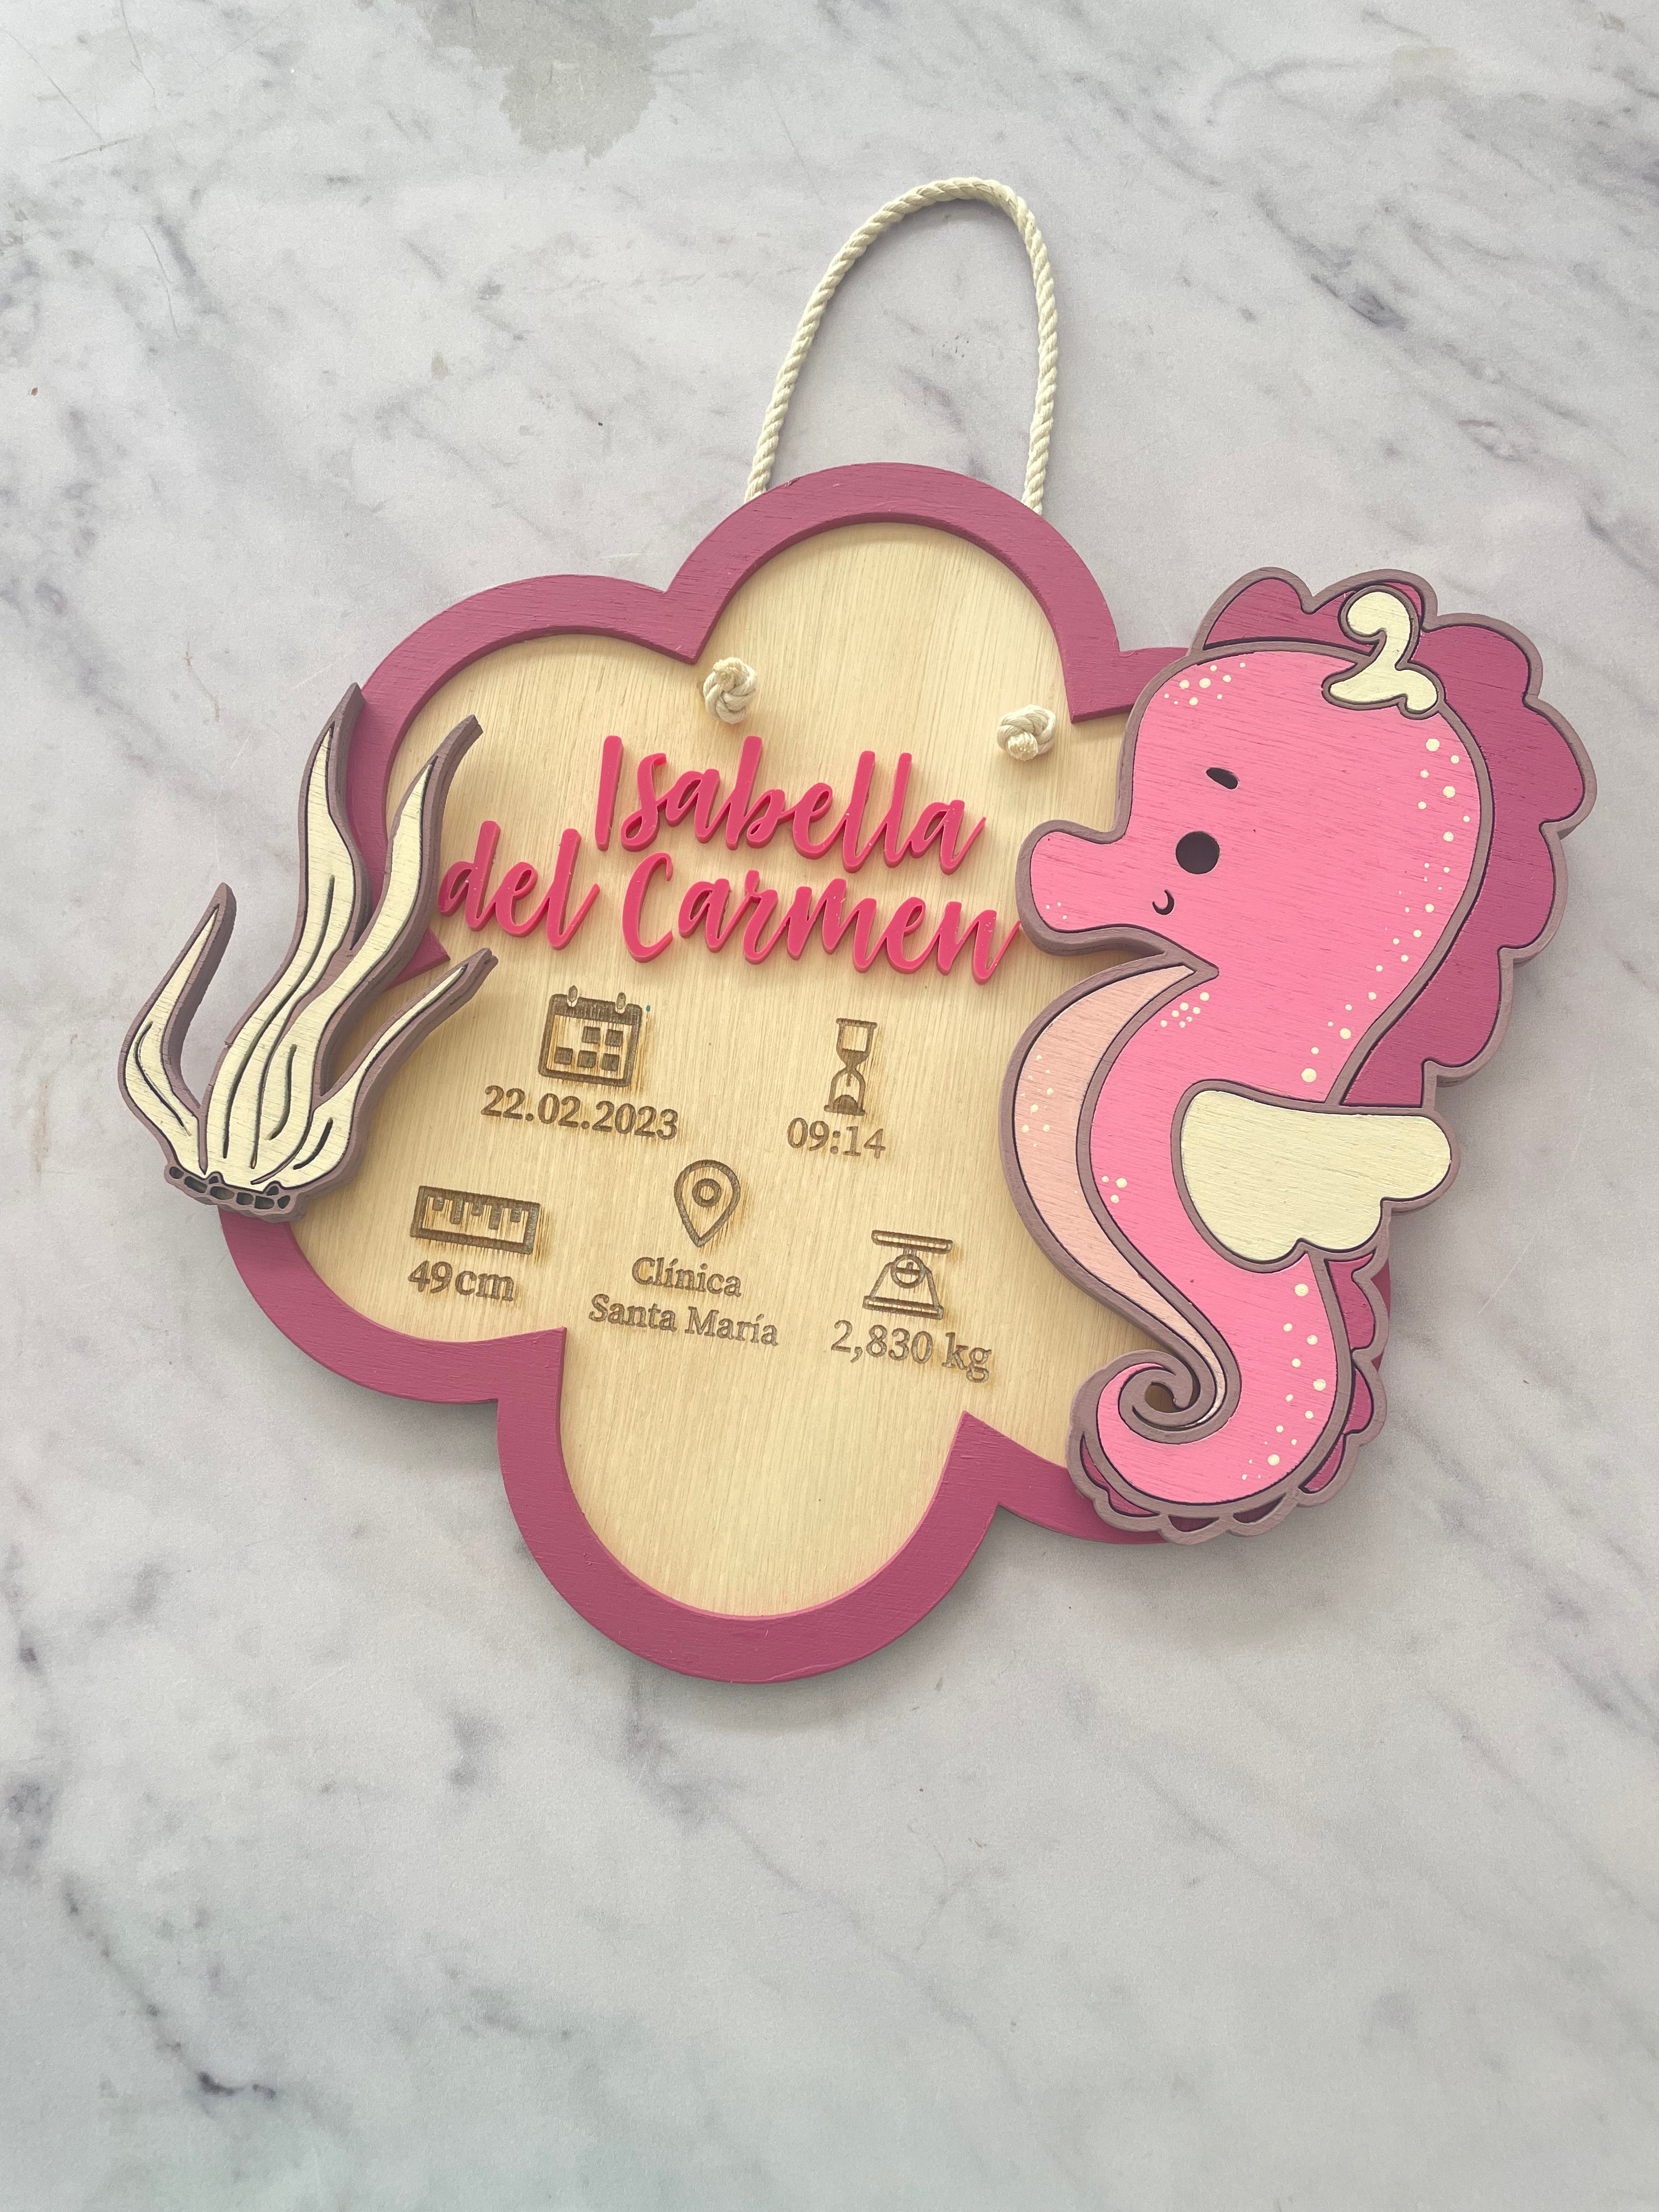 Isabella
del Carmen
22.02.2023
09:14
49cm
Clínica
Santa María
2,830 kg